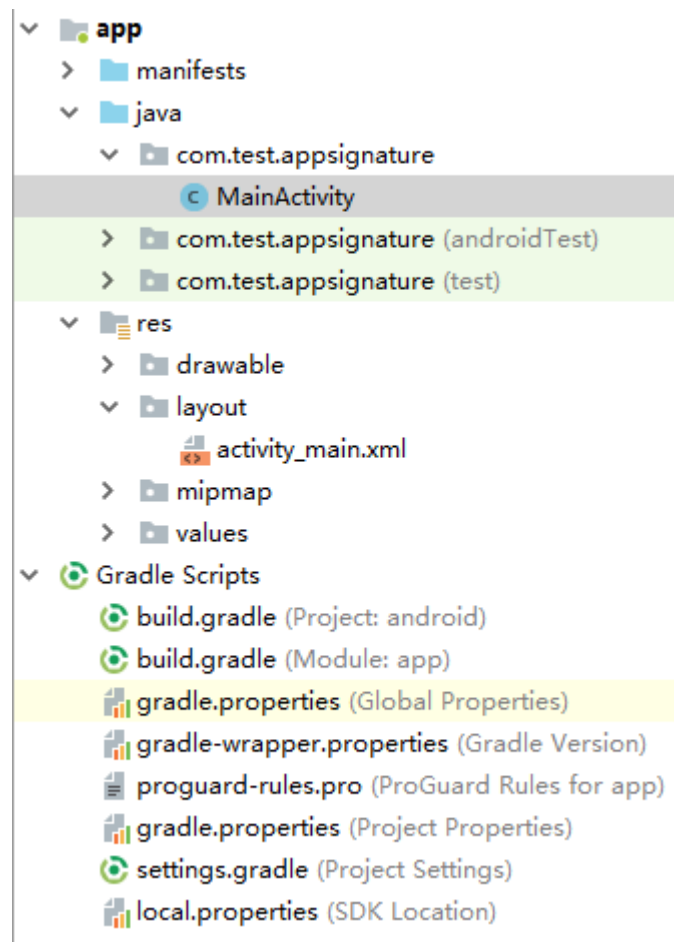 app
manifests
java
com.test.appsignature
C MainActivity
com.test.appsignature (androidTest)
com.test.appsignature (test)
res
drawable
layout
<> activity_main.xml
mipmap
values
Gradle Scripts
build.gradle (Project: android)
build.gradle (Module: app)
gradle.properties (Global Properties)
gradle-wrapper.properties (Gradle Version)
proguard-rules.pro (ProGuard Rules for app)
gradle.properties (Project Properties)
settings.gradle (Project Settings)
local.properties (SDK Location)